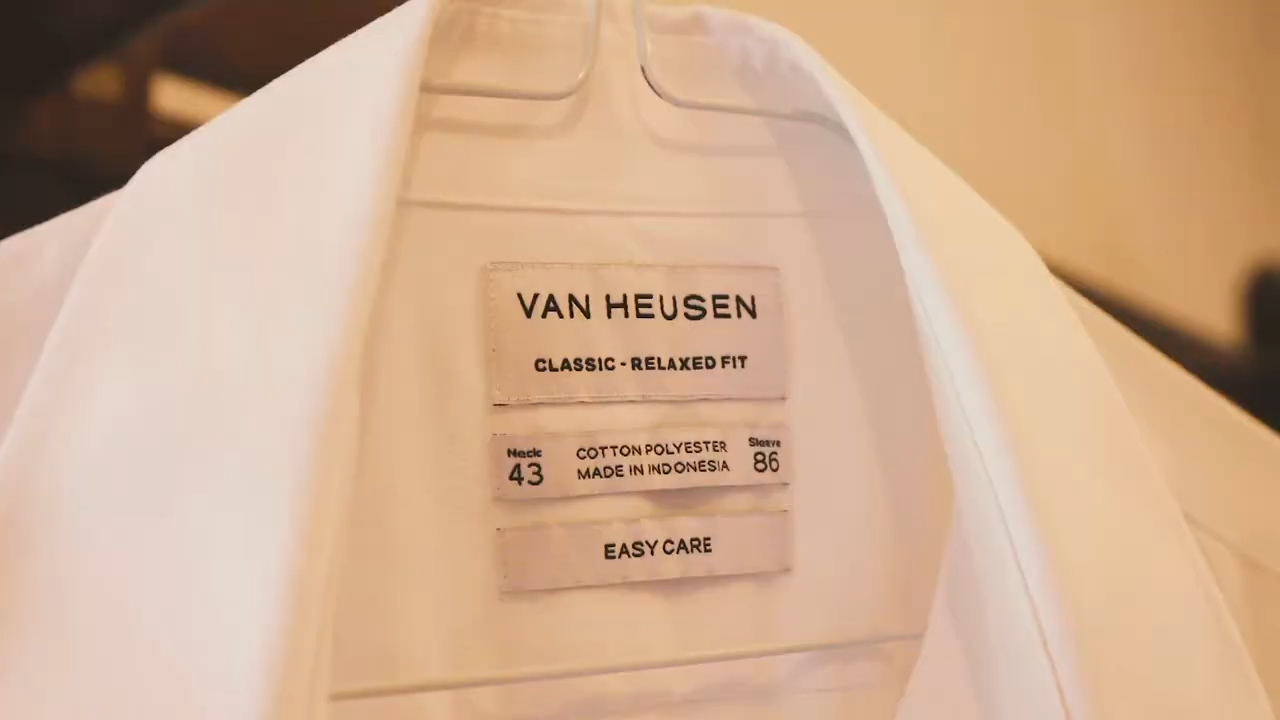 VAN HEUSEN
CLASSIC - RELAXED FIT
Neck COTTON POLYESTER Sleeve
43 MADE IN INDONESIA 86
EASY CARE